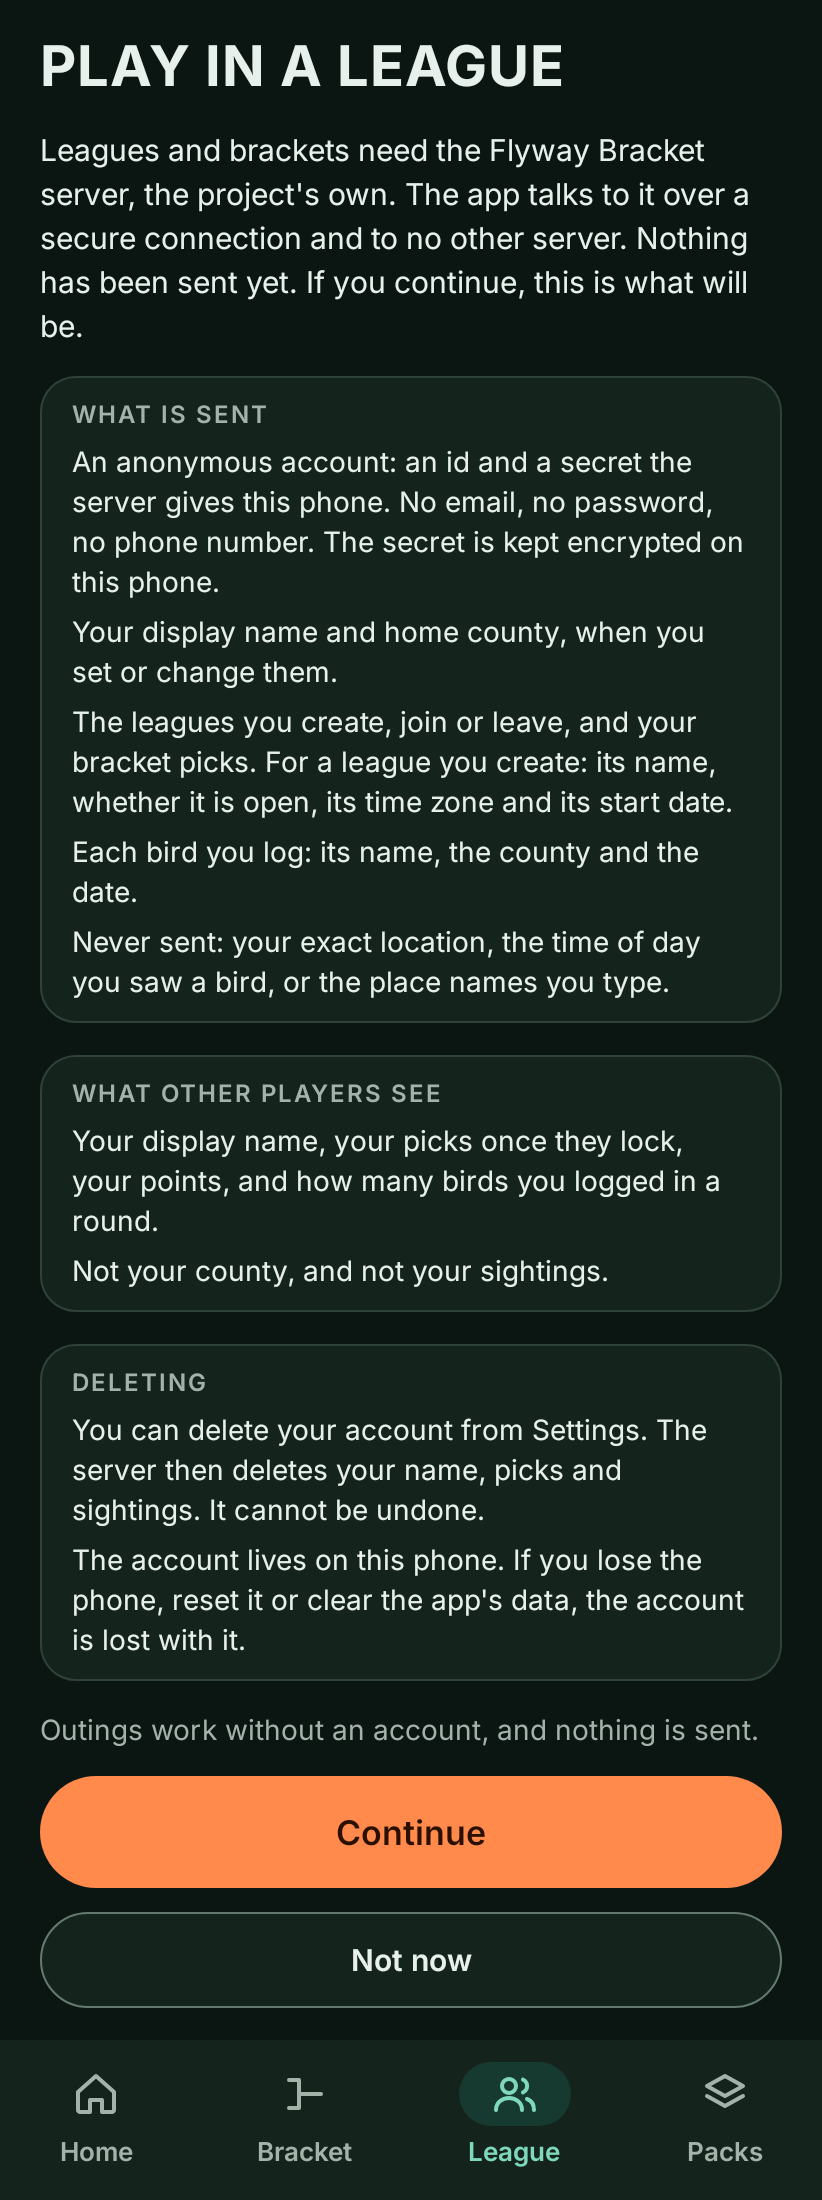 PLAY IN A LEAGUE
Leagues and brackets need the Flyway Bracket
server, the project's own. The app talks to it over a
secure connection and to no other server. Nothing
has been sent yet. If you continue, this is what will
be.
WHAT IS SENT
An anonymous account: an id and a secret the
server gives this phone. No email, no password,
no phone number. The secret is kept encrypted on
this phone.
Your display name and home county, when you
set or change them.
The leagues you create, join or leave, and your
bracket picks. For a league you create: its name,
whether it is open, its time zone and its start date.
Each bird you log: its name, the county and the
date.
Never sent: your exact location, the time of day
you saw a bird, or the place names you type.
WHAT OTHER PLAYERS SEE
Your display name, your picks once they lock,
your points, and how many birds you logged in a
round.
Not your county, and not your sightings.
DELETING
You can delete your account from Settings. The
server then deletes your name, picks and
sightings. It cannot be undone.
The account lives on this phone. If you lose the
phone, reset it or clear the app's data, the account
is lost with it.
Outings work without an account, and nothing is sent.
Continue
Not now
Home
Bracket
League
Packs